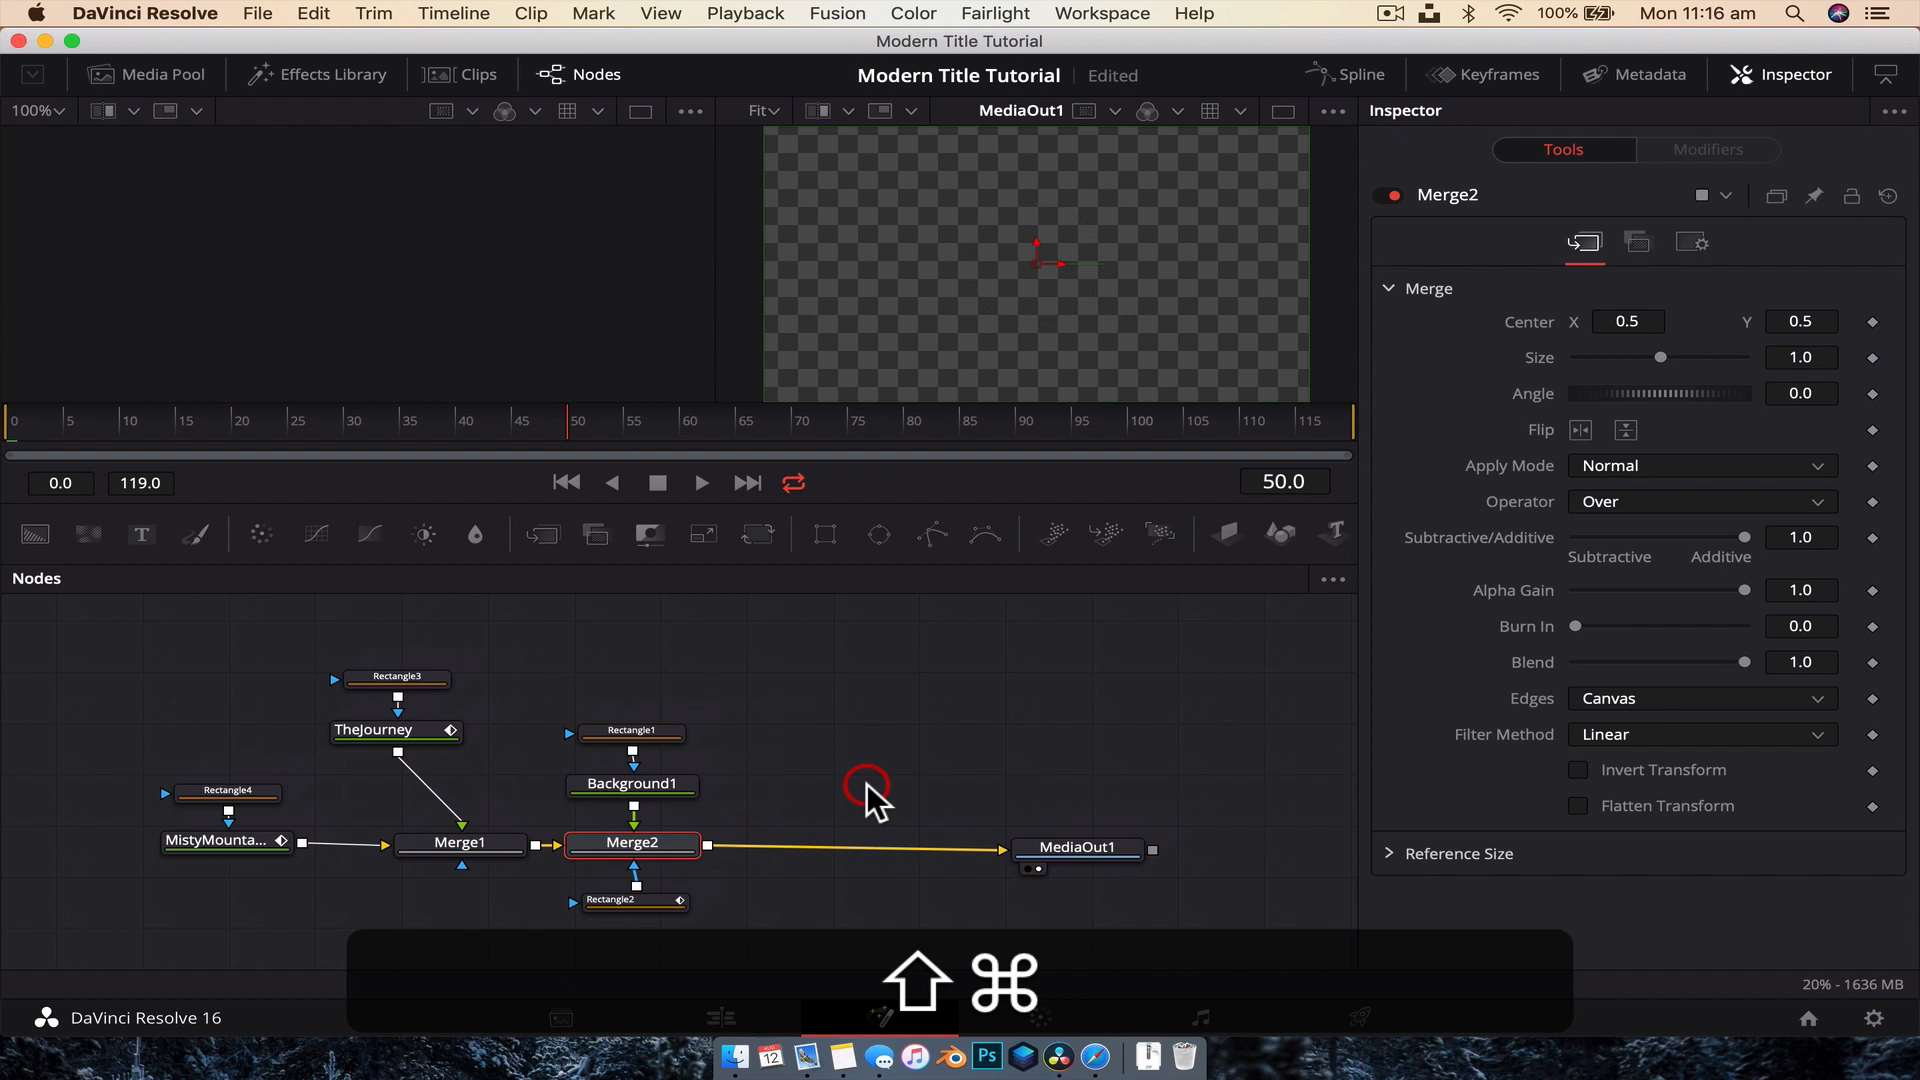 DaVinci Resolve File Edit Trim Timeline Clip Mark View Playback Fusion Color Fairlight Workspace Help 100% Mon 11:16 am
Modern Title Tutorial
Media Pool Effects Library Clips Nodes Modern Title Tutorial Edited Spline Keyframes Metadata Inspector
100% Fit MediaOut1 Inspector
Tools Modifiers
Merge2
Merge
Center X 0.5 Y 0.5
Size 1.0
Angle 0.0
Flip
Apply Mode Normal
Operator Over
Subtractive/Additive 1.0
Subtractive Additive
Alpha Gain 1.0
Burn In 0.0
Blend 1.0
Edges Canvas
Filter Method Linear
Invert Transform
Flatten Transform
Reference Size
0 5 10 15 20 25 30 35 40 45 50 55 60 65 70 75 80 85 90 95 100 105 110 115
0.0 119.0 50.0
T T
Nodes
Rectangle3
TheJourney
Rectangle1
Background1
Rectangle4
MistyMounta...
Merge1
Merge2
MediaOut1
Rectangle2
⇧ ⌘
20% - 1636 MB
DaVinci Resolve 16
AUG
12
Ps